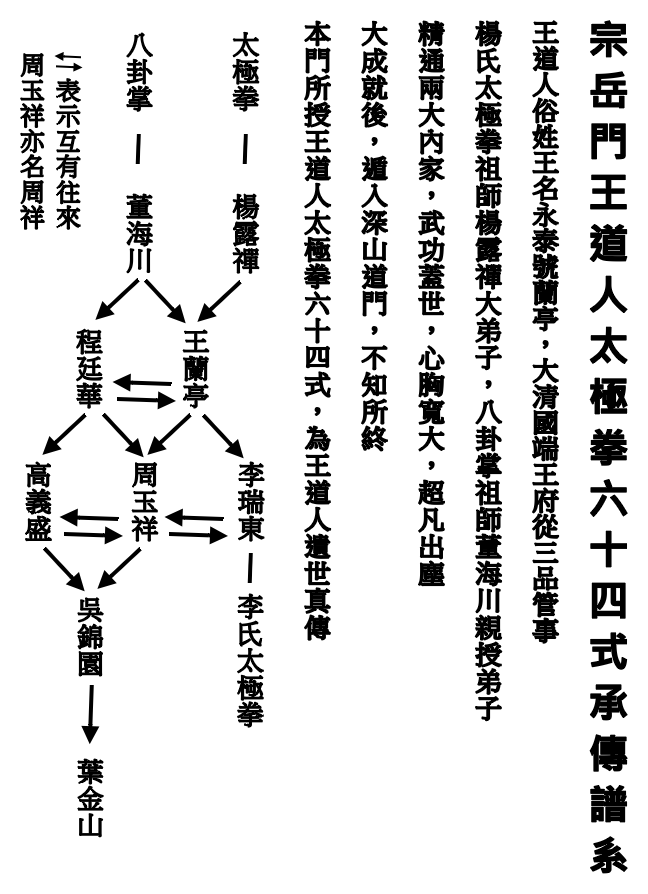 宗岳門王道人太極拳六十四式承傳譜系
王道人俗姓王名永泰號蘭亭，大清國端王府從三品管事
楊氏太極拳祖師楊露禪大弟子，八卦掌祖師董海川親授弟子
精通兩大內家，武功蓋世，心胸寬大，超凡出塵
大成就後，遁入深山道門，不知所終
本門所授王道人太極拳六十四式，為王道人遺世真傳
太極拳
楊露禪
八卦掌
董海川
王蘭亭
程廷華
李瑞東
周玉祥
高義盛
李氏太極拳
吳錦園
葉金山
表示互有往來
周玉祥亦名周祥